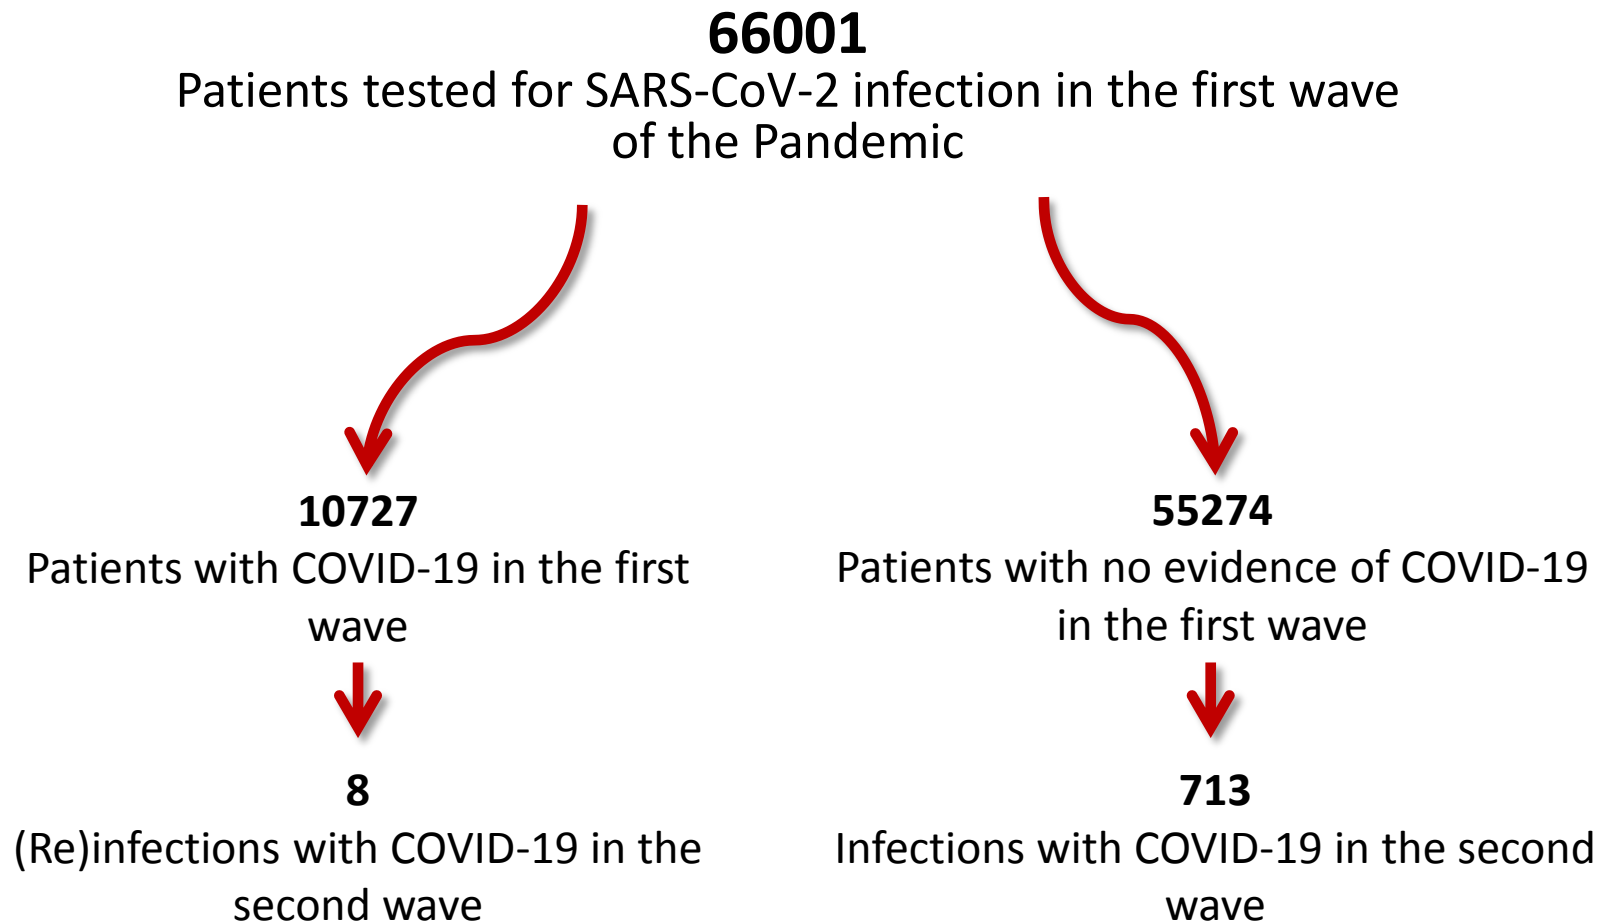 66001
Patients tested for SARS-CoV-2 infection in the first wave
of the Pandemic
10727
Patients with COVID-19 in the first
wave
55274
Patients with no evidence of COVID-19
in the first wave
8
(Re)infections with COVID-19 in the
second wave
713
Infections with COVID-19 in the second
wave